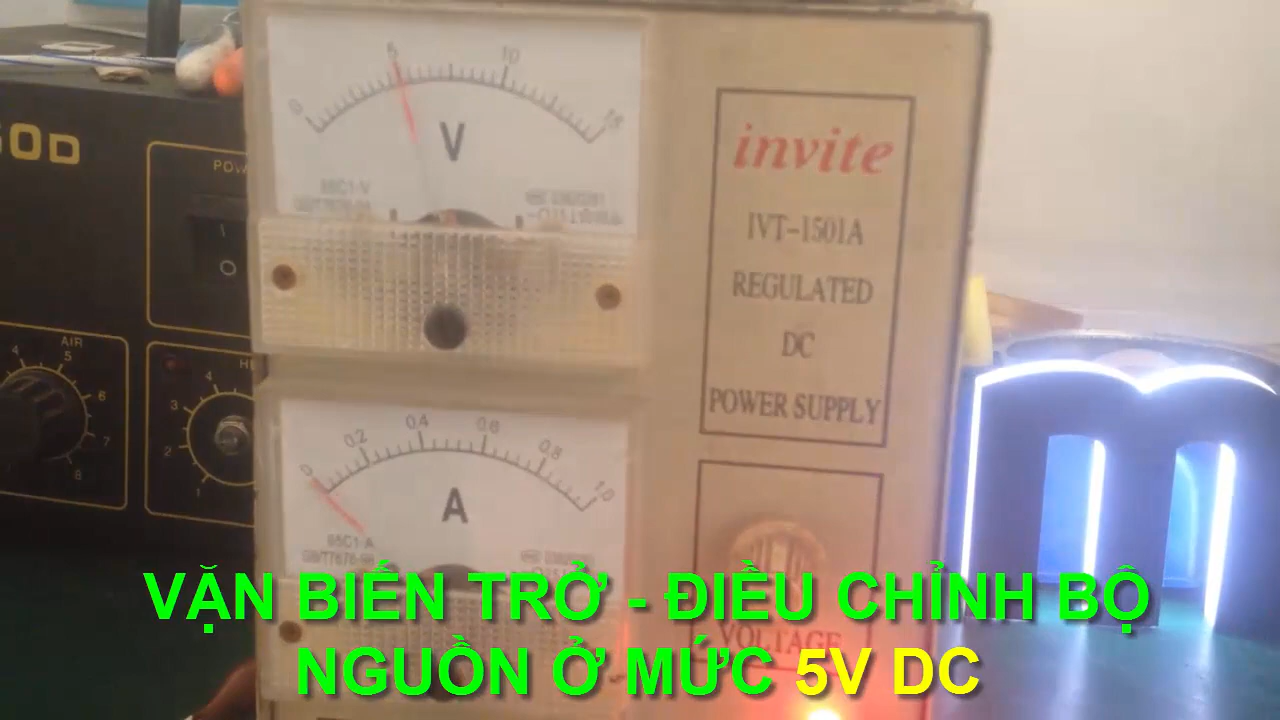 50D
POW
I
O
AIR
4
5
6
7
8
HE
4
3
2
1
0
5
10
15
V
85C1-V
0
0.2
0.4
0.6
0.8
1.0
A
85C1-A
invite
IVT-1501A
REGULATED
DC
POWER SUPPLY
VOLTAGE
m
VẶN BIẾN TRỞ - ĐIỀU CHỈNH BỘ
NGUỒN Ở MỨC 5V DC